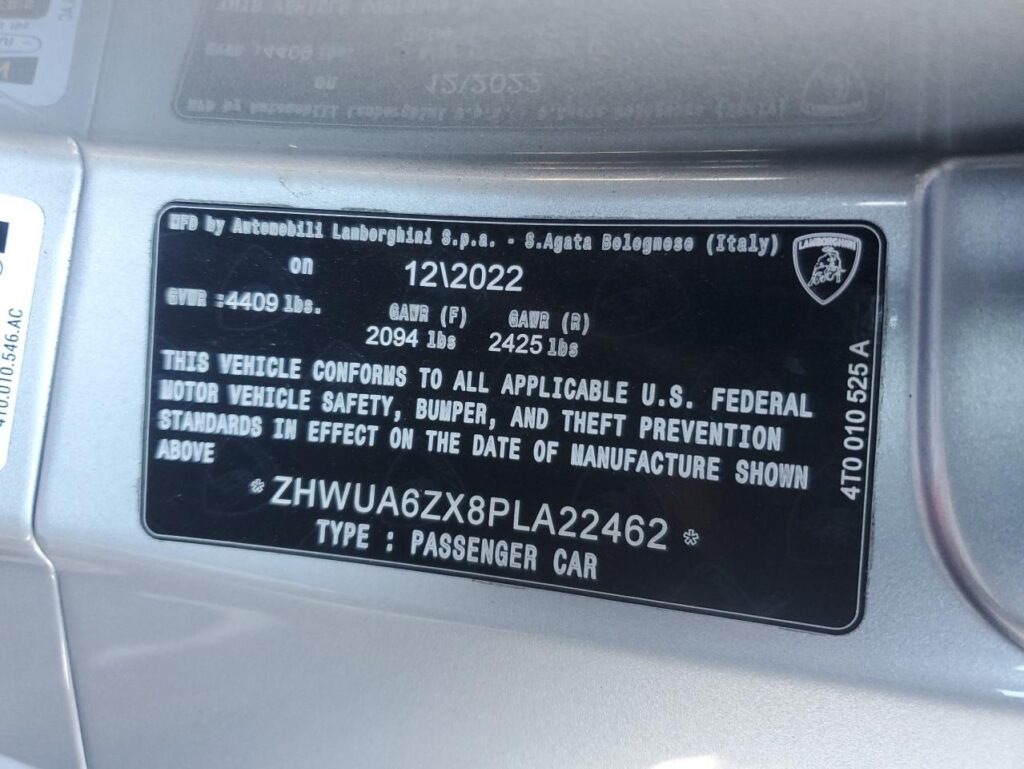 MFD by Automobili Lamborghini S.p.a. - S.Agata Bolognese (Italy)
LAMBORGHINI
on 12\2022
GVWR :4409 lbs. GAWR (F) GAWR (R)
2094 lbs 2425 lbs
THIS VEHICLE CONFORMS TO ALL APPLICABLE U.S. FEDERAL
MOTOR VEHICLE SAFETY, BUMPER, AND THEFT PREVENTION
STANDARDS IN EFFECT ON THE DATE OF MANUFACTURE SHOWN
ABOVE
* ZHWUA6ZX8PLA22462 *
TYPE : PASSENGER CAR
4T0 010 525 A
4T0.010.546.AC